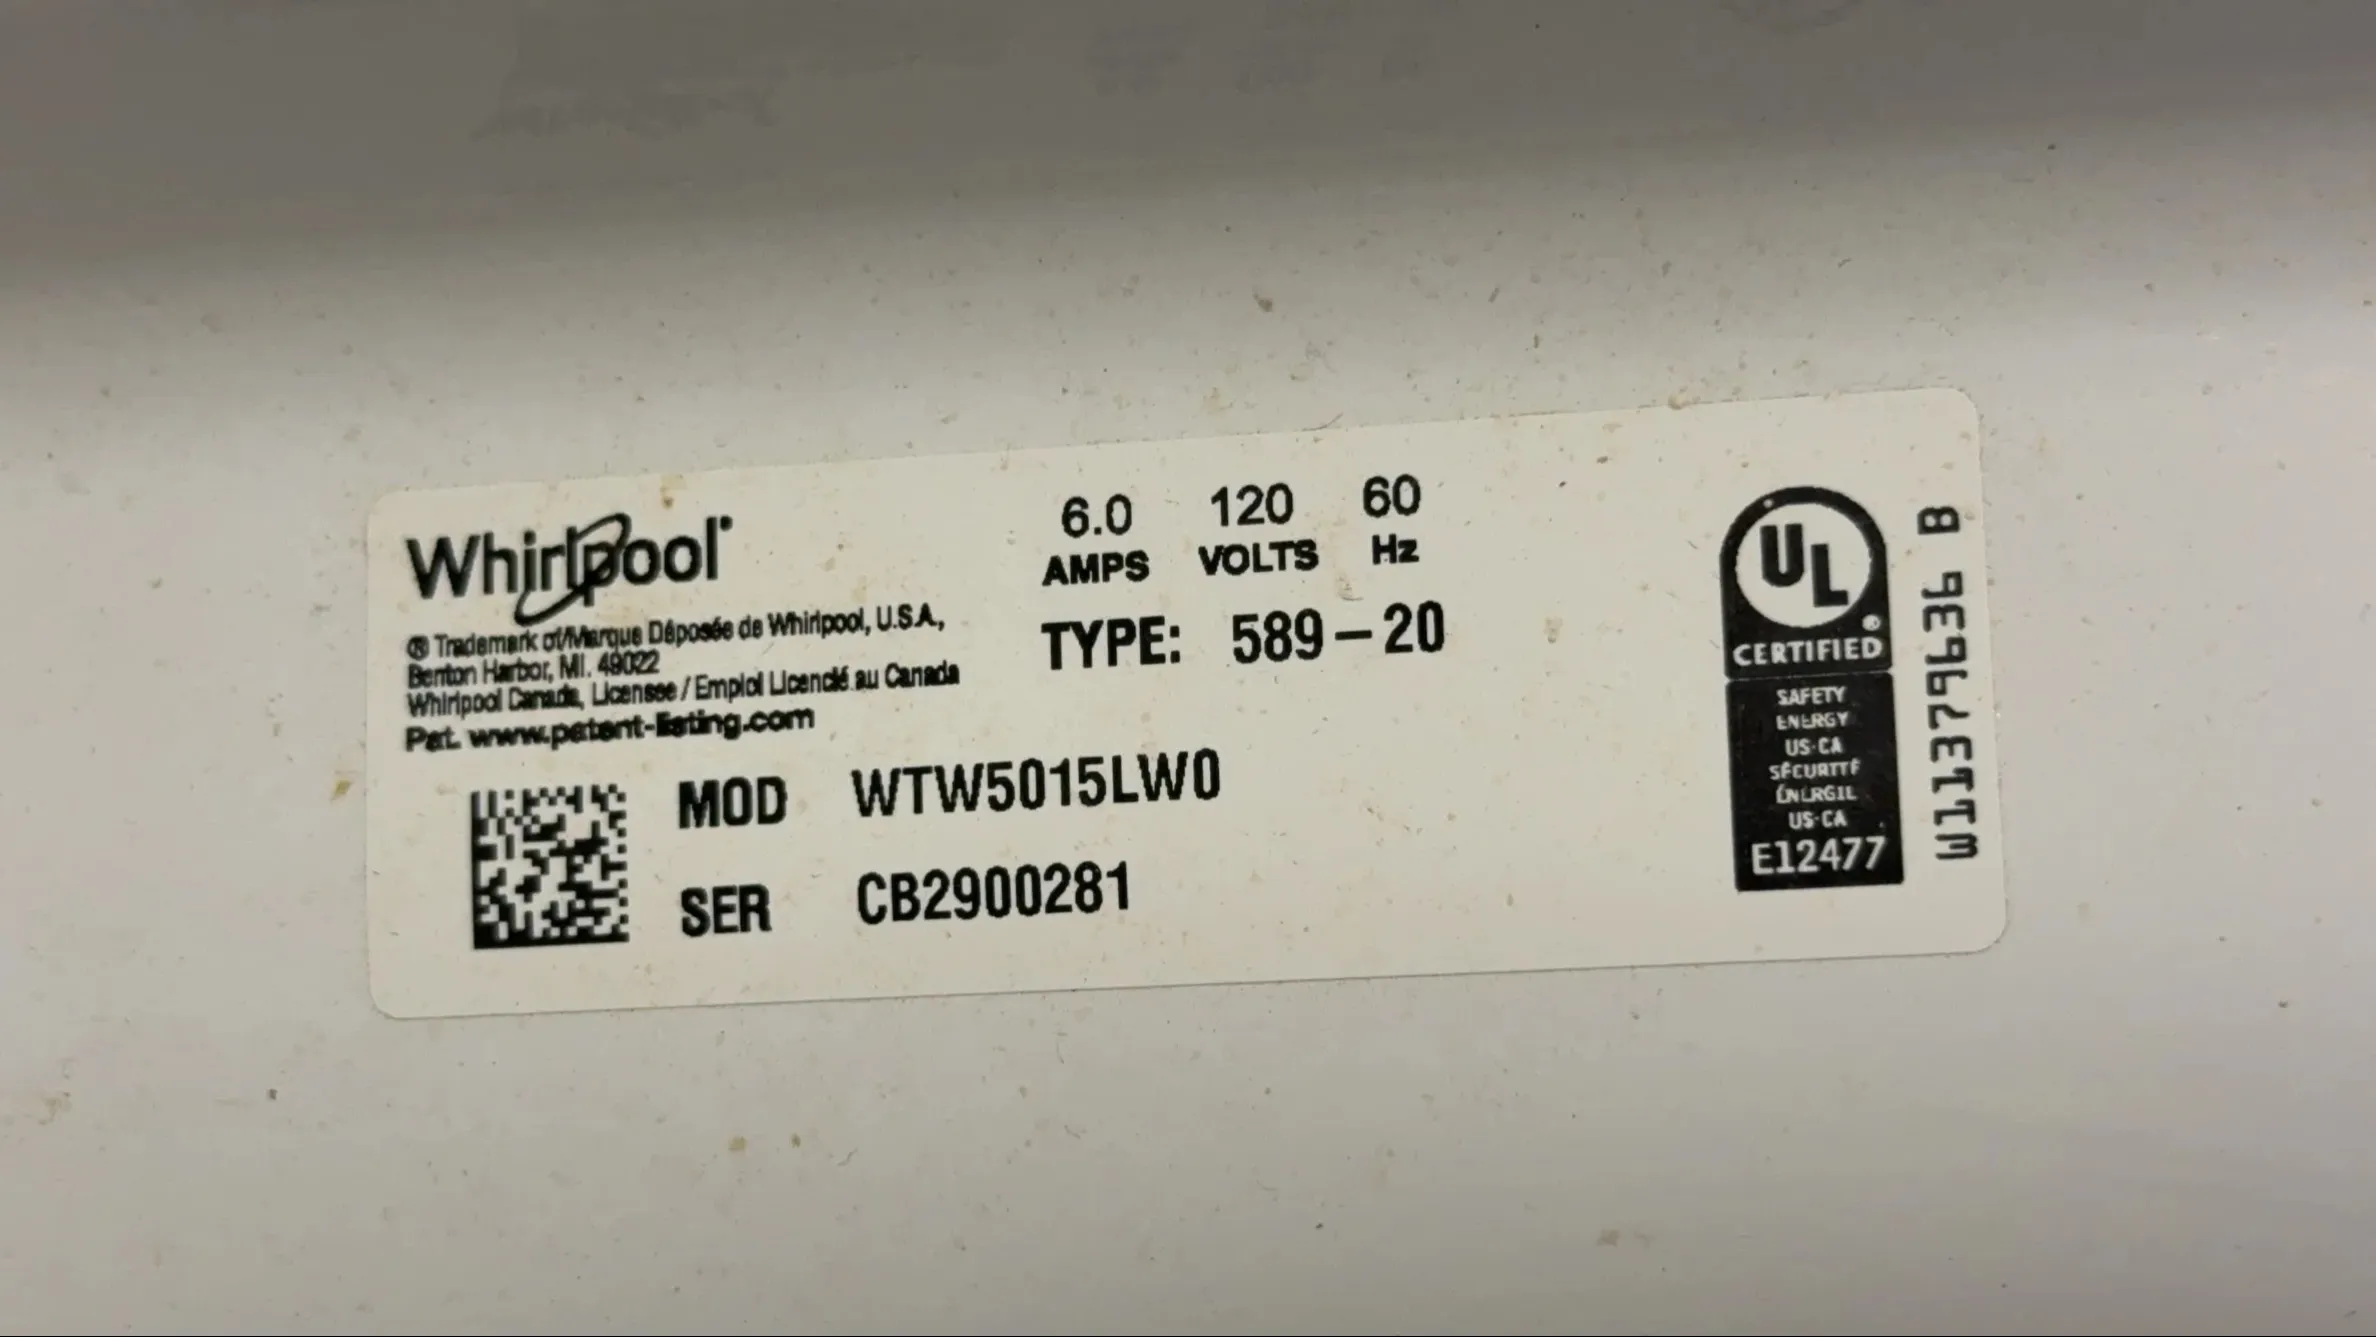 Whirlpool®
® Trademark of/Marque Déposée de Whirlpool, U.S.A.,
Benton Harbor, MI. 49022
Whirlpool Canada, Licensee / Emploi Licencié au Canada
Pat. www.patent-listing.com
6.0 120 60
AMPS VOLTS Hz
TYPE: 589-20
MOD WTW5015LW0
SER CB2900281
UL®
CERTIFIED
SAFETY
ENERGY
US-CA
SÉCURITÉ
ÉNERGIE
US-CA
E12477
W11379636 B